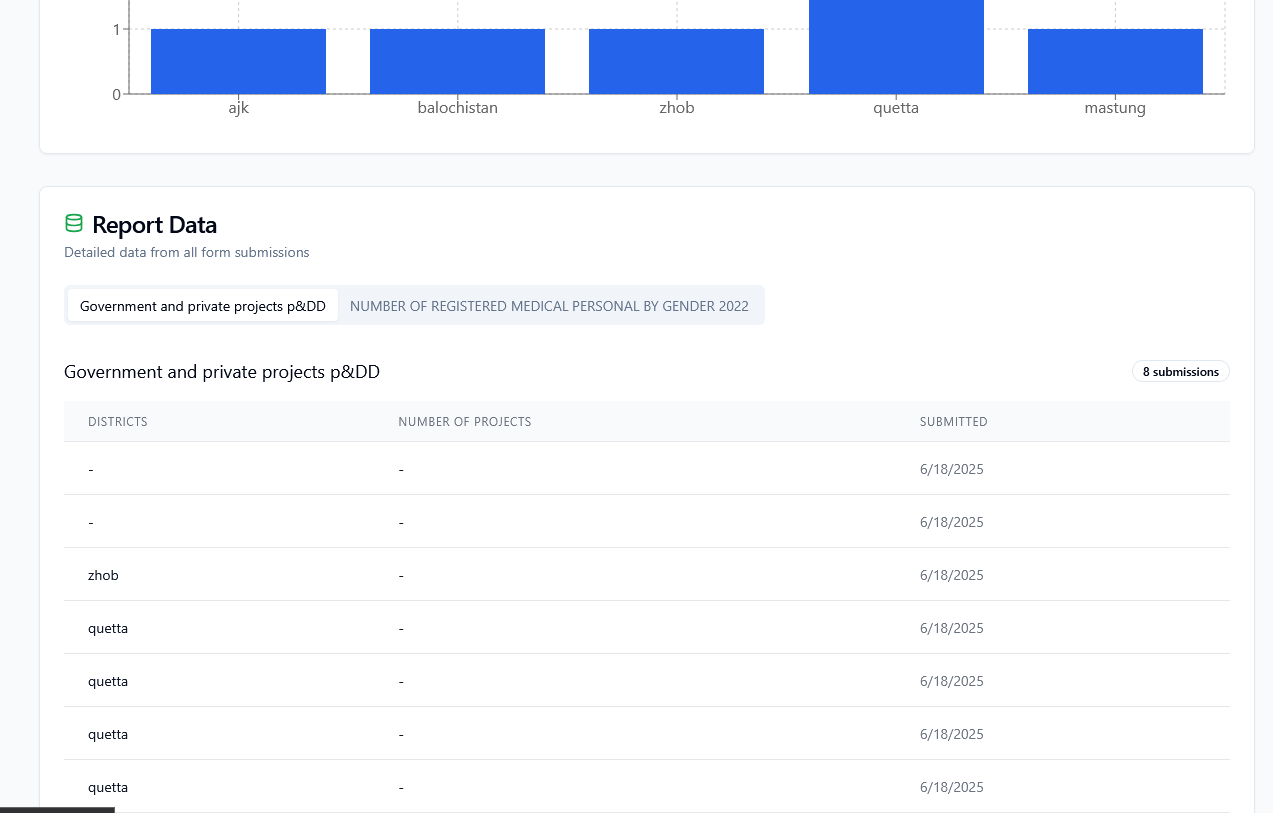 1
0
ajk balochistan zhob quetta mastung
Report Data
Detailed data from all form submissions
Government and private projects p&DD NUMBER OF REGISTERED MEDICAL PERSONAL BY GENDER 2022
Government and private projects p&DD 8 submissions
DISTRICTS NUMBER OF PROJECTS SUBMITTED
- - 6/18/2025
- - 6/18/2025
zhob - 6/18/2025
quetta - 6/18/2025
quetta - 6/18/2025
quetta - 6/18/2025
quetta - 6/18/2025